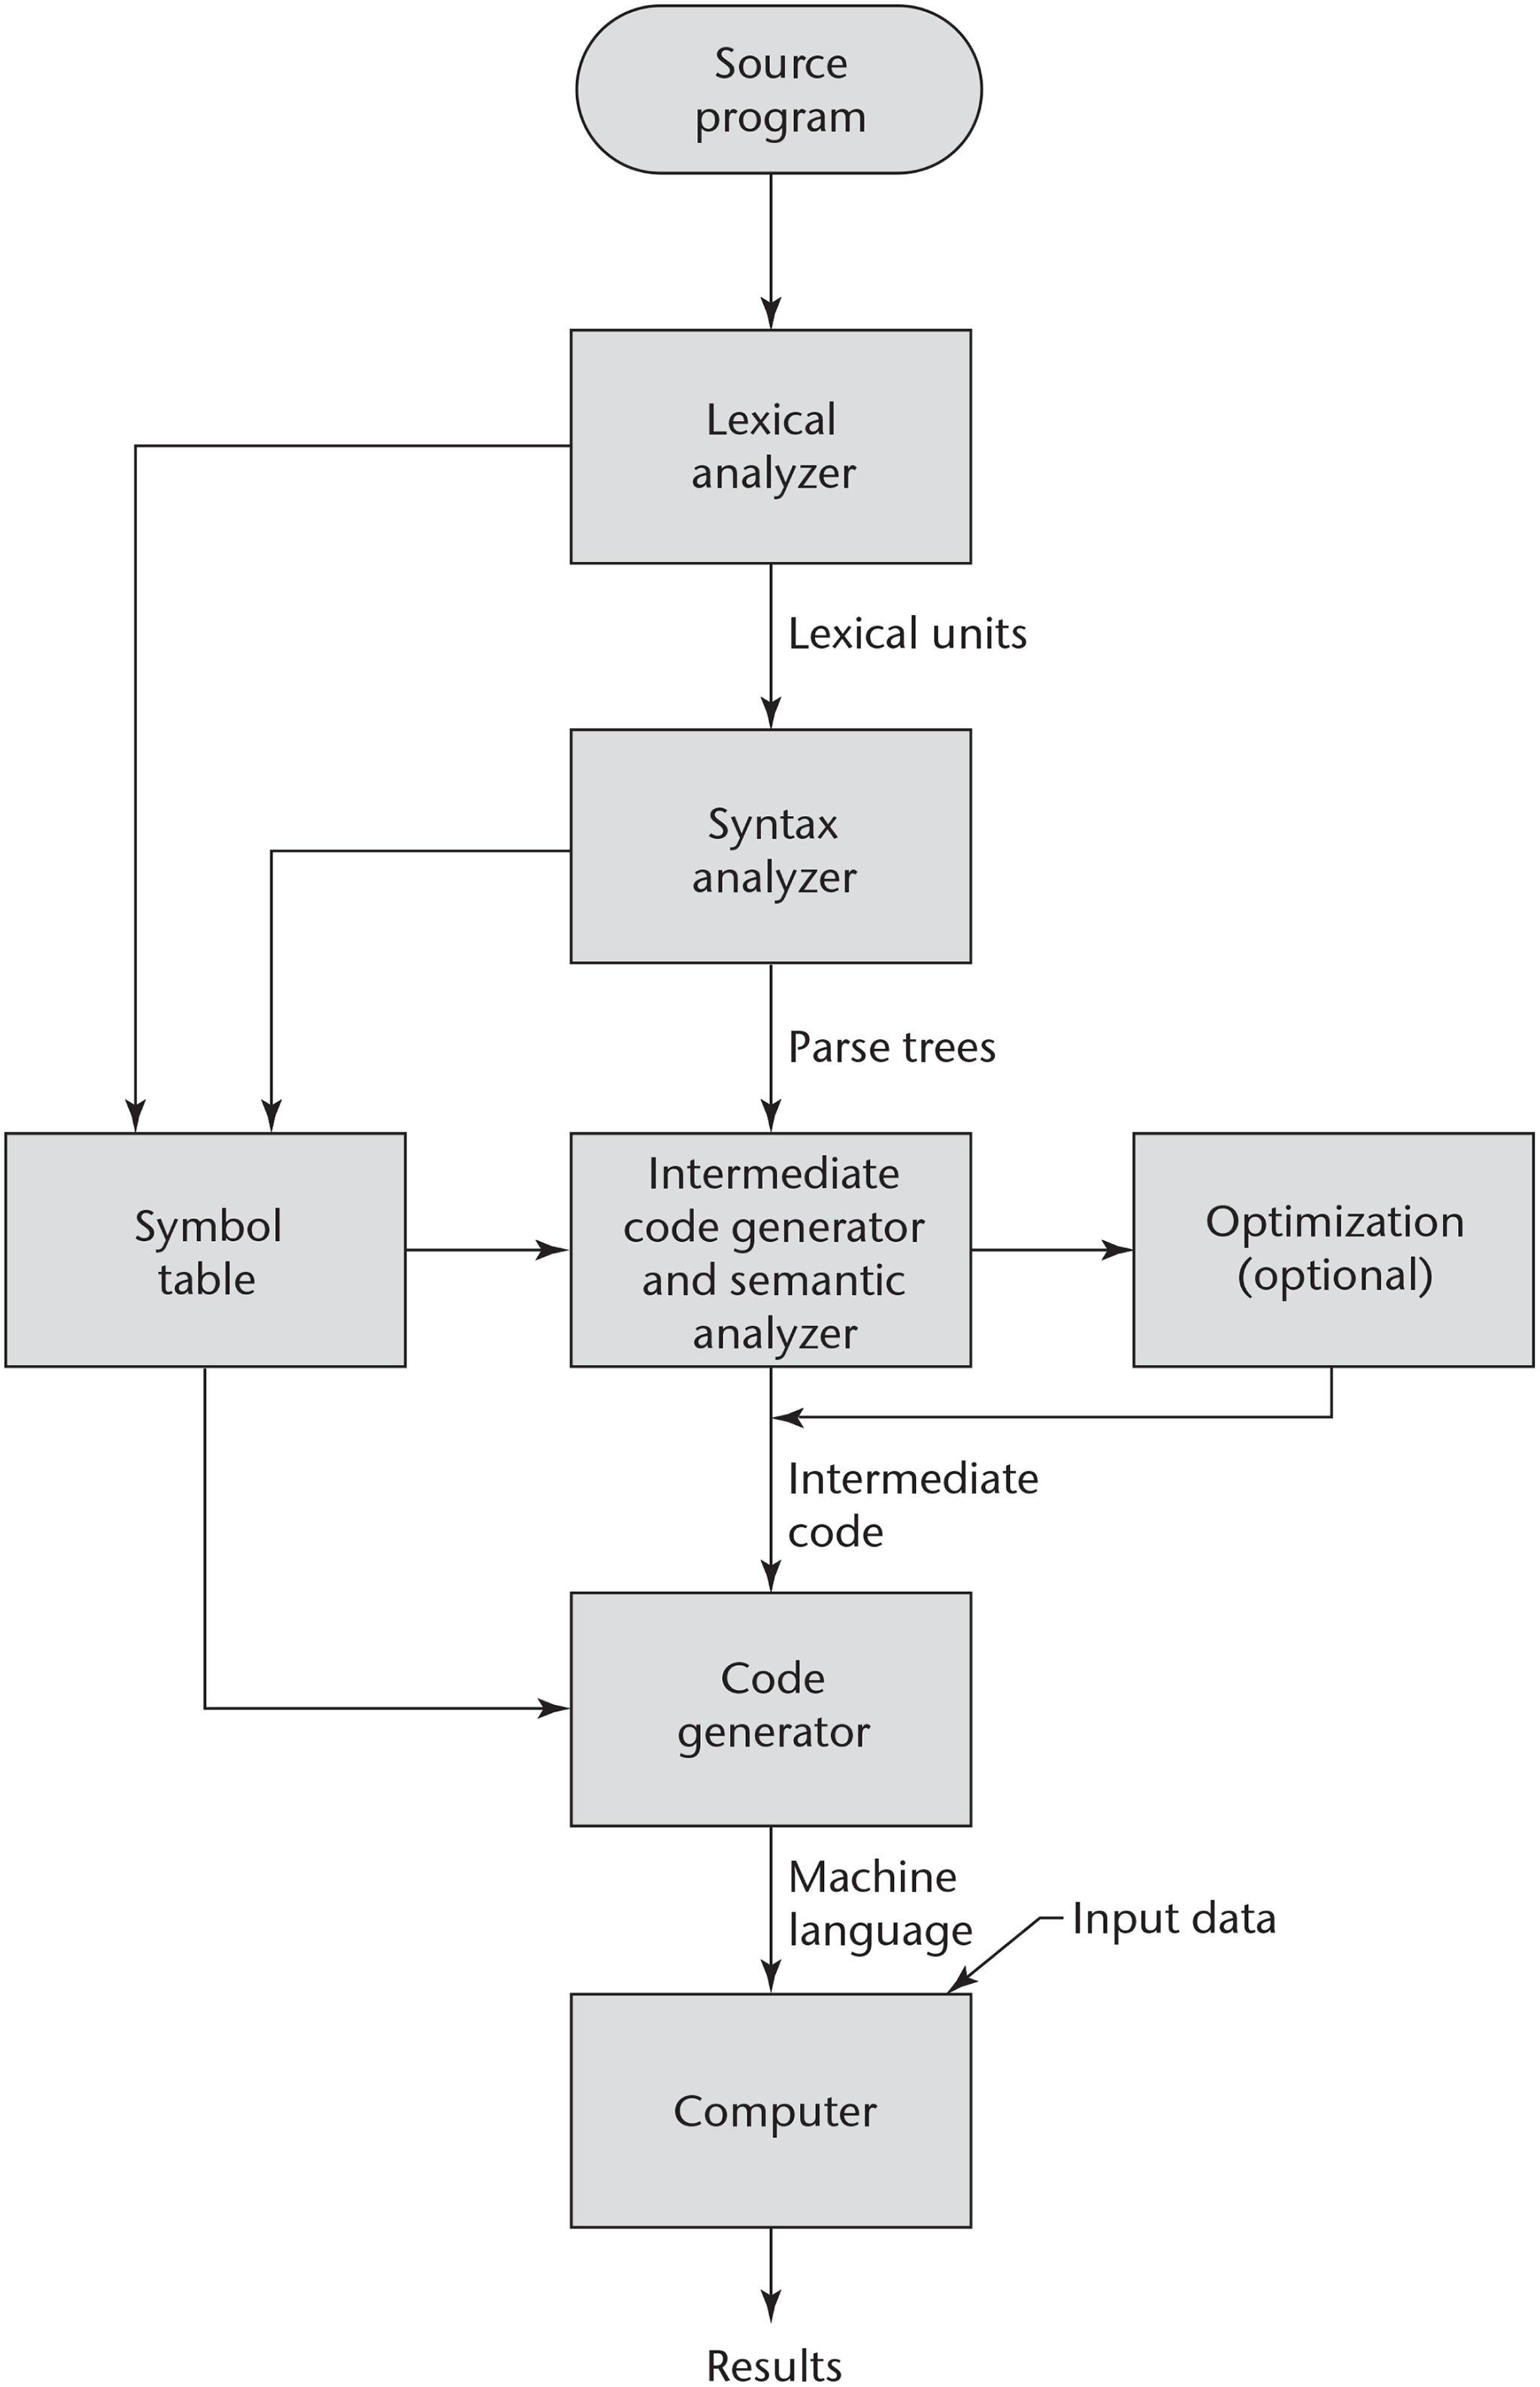 Source
program
Lexical
analyzer
Lexical units
Syntax
analyzer
Parse trees
Symbol
table
Intermediate
code generator
and semantic
analyzer
Optimization
(optional)
Intermediate
code
Code
generator
Machine
language
Input data
Computer
Results